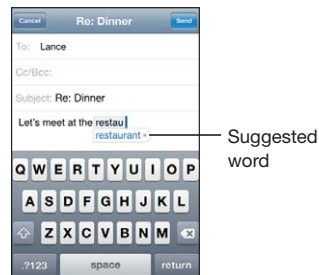 Cancel Re: Dinner Send
To: Lance
Cc/Bcc:
Subject: Re: Dinner
Let's meet at the restau
restaurant ×
Suggested
word
Q W E R T Y U I O P
A S D F G H J K L
Z X C V B N M
.?123 space return